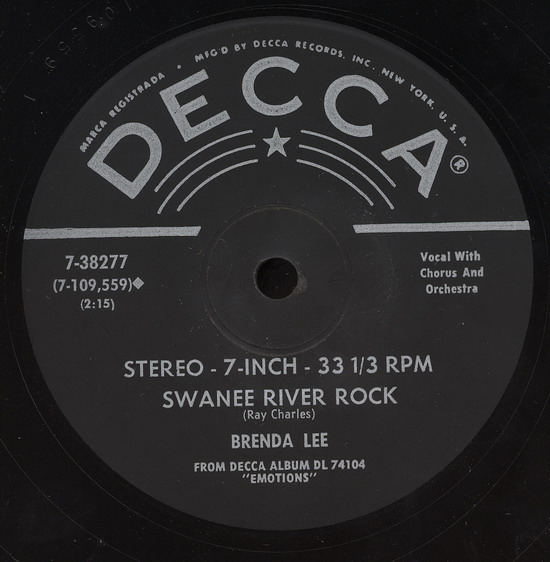 MARCA REGISTRADA • MFG'D BY DECCA RECORDS, INC. NEW YORK, U. S. A.
DECCA®
7-38277
(7-109,559)◆
(2:15)
Vocal With
Chorus And
Orchestra
STEREO - 7-INCH - 33 1/3 RPM
SWANEE RIVER ROCK
(Ray Charles)
BRENDA LEE
FROM DECCA ALBUM DL 74104
"EMOTIONS"